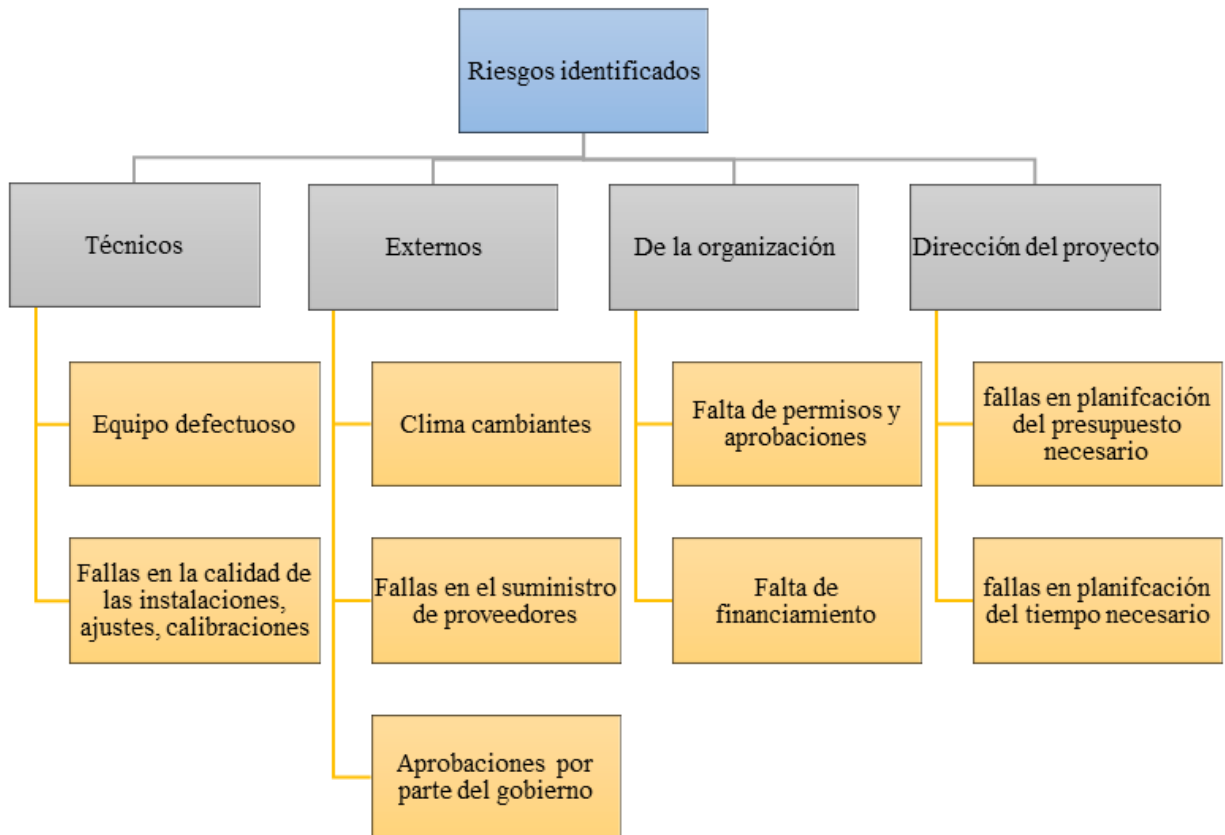 Riesgos identificados
Técnicos
Externos
De la organización
Dirección del proyecto
Equipo defectuoso
Clima cambiantes
Falta de permisos y
aprobaciones
fallas en planifcación
del presupuesto
necesario
Fallas en la calidad de
las instalaciones,
ajustes, calibraciones
Fallas en el suministro
de proveedores
Falta de
financiamiento
fallas en planifcación
del tiempo necesario
Aprobaciones por
parte del gobierno